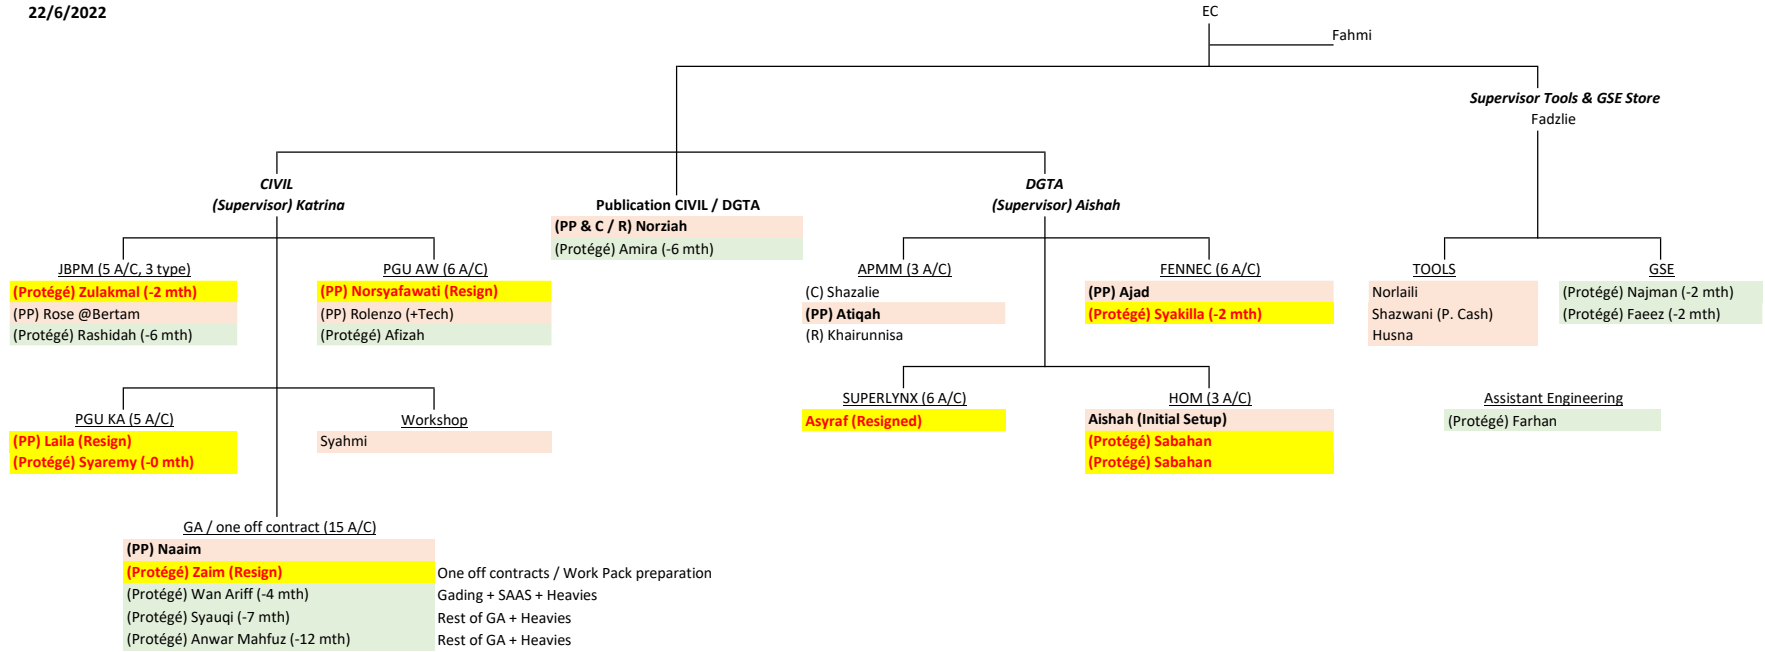 22/6/2022
EC
Fahmi
Supervisor Tools & GSE Store
Fadzlie
CIVIL
(Supervisor) Katrina
Publication CIVIL / DGTA
(PP & C / R) Norziah
(Protégé) Amira (-6 mth)
DGTA
(Supervisor) Aishah
JBPM (5 A/C, 3 type)
(Protégé) Zulakmal (-2 mth)
(PP) Rose @Bertam
(Protégé) Rashidah (-6 mth)
PGU AW (6 A/C)
(PP) Norsyafawati (Resign)
(PP) Rolenzo (+Tech)
(Protégé) Afizah
APMM (3 A/C)
(C) Shazalie
(PP) Atiqah
(R) Khairunnisa
FENNEC (6 A/C)
(PP) Ajad
(Protégé) Syakilla (-2 mth)
TOOLS
Norlaili
Shazwani (P. Cash)
Husna
GSE
(Protégé) Najman (-2 mth)
(Protégé) Faeez (-2 mth)
PGU KA (5 A/C)
(PP) Laila (Resign)
(Protégé) Syaremy (-0 mth)
Workshop
Syahmi
SUPERLYNX (6 A/C)
Asyraf (Resigned)
HOM (3 A/C)
Aishah (Initial Setup)
(Protégé) Sabahan
(Protégé) Sabahan
Assistant Engineering
(Protégé) Farhan
GA / one off contract (15 A/C)
(PP) Naaim
(Protégé) Zaim (Resign) One off contracts / Work Pack preparation
(Protégé) Wan Ariff (-4 mth) Gading + SAAS + Heavies
(Protégé) Syauqi (-7 mth) Rest of GA + Heavies
(Protégé) Anwar Mahfuz (-12 mth) Rest of GA + Heavies